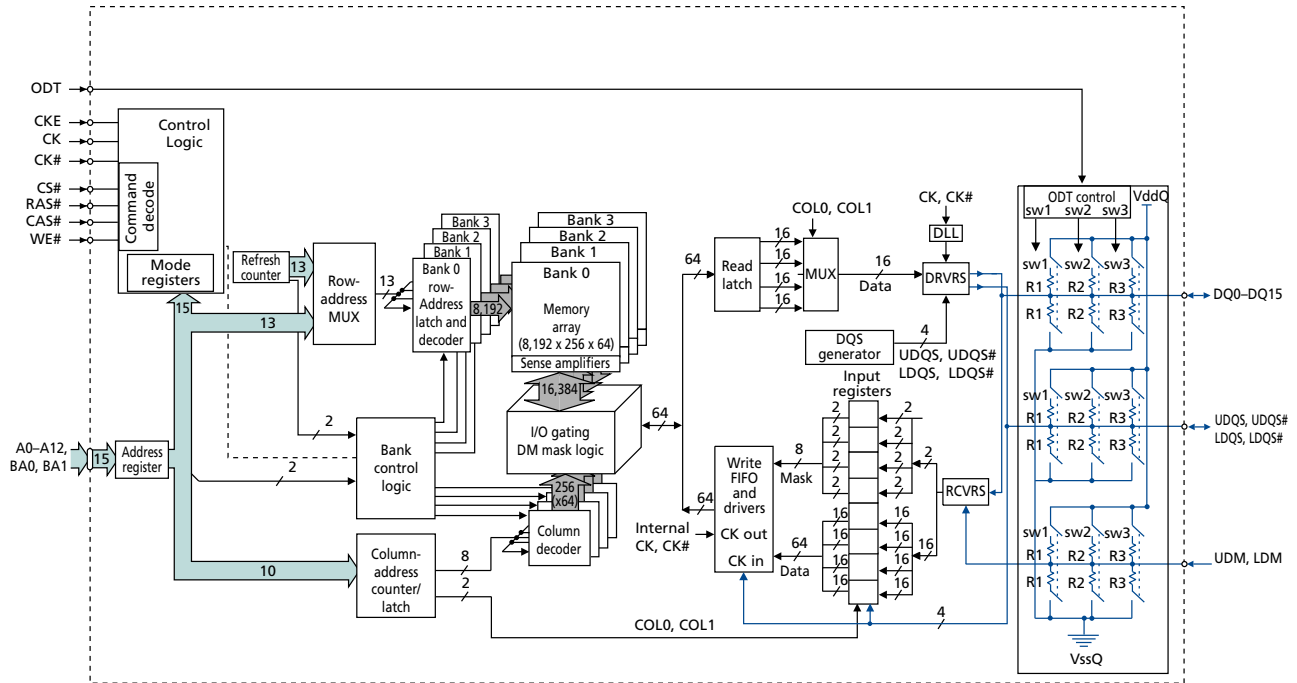 ODT
CKE
CK
CK#
CS#
RAS#
CAS#
WE#
Control
Logic
Command
decode
Mode
registers
15
Refresh
counter
13
13
Row-
address
MUX
13
Bank 3
Bank 2
Bank 1
Bank 0
row-
Address
latch and
decoder
8,192
Bank 3
Bank 2
Bank 1
Bank 0
Memory
array
(8,192 x 256 x 64)
Sense amplifiers
16,384
I/O gating
DM mask logic
256
(x64)
Column
decoder
A0–A12,
BA0, BA1
15
Address
register
2
2
Bank
control
logic
10
Column-
address
counter/
latch
8
2
COL0, COL1
64
64
Read
latch
16
16
16
16
COL0, COL1
MUX
16
Data
CK, CK#
DLL
DRVRS
DQS
generator
4
UDQS, UDQS#
LDQS, LDQS#
Input
registers
64
Write
FIFO
and
drivers
CK out
CK in
Internal
CK, CK#
8
Mask
64
Data
2
2
2
2
16
16
16
16
2
2
2
2
16
16
16
16
2
16
RCVRS
4
ODT control
VddQ
sw1 sw2 sw3
sw1 sw2 sw3
R1 R2 R3
R1 R2 R3
DQ0–DQ15
sw1 sw2 sw3
R1 R2 R3
R1 R2 R3
UDQS, UDQS#
LDQS, LDQS#
sw1 sw2 sw3
R1 R2 R3
R1 R2 R3
UDM, LDM
VssQ